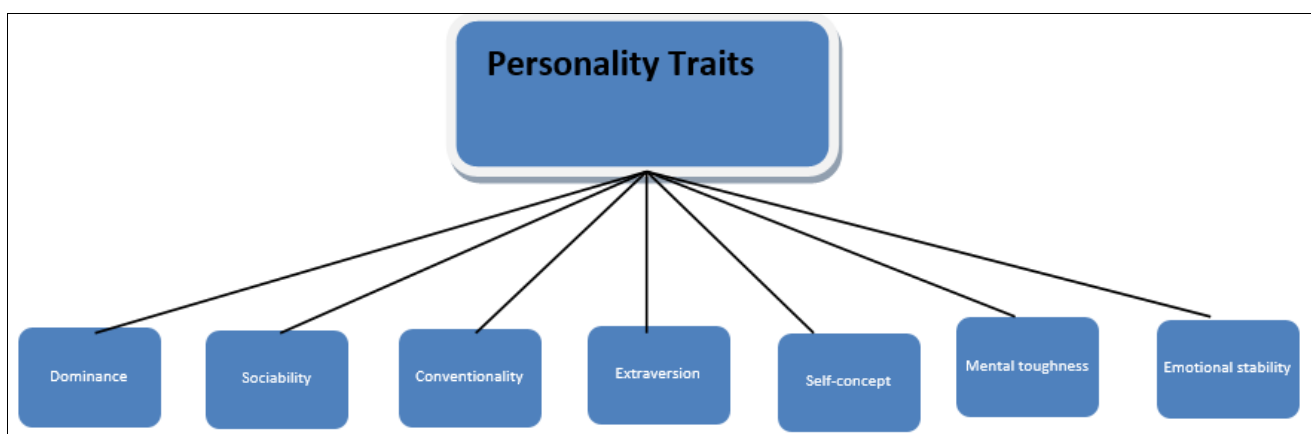 Personality Traits
Dominance
Sociability
Conventionality
Extraversion
Self-concept
Mental toughness
Emotional stability